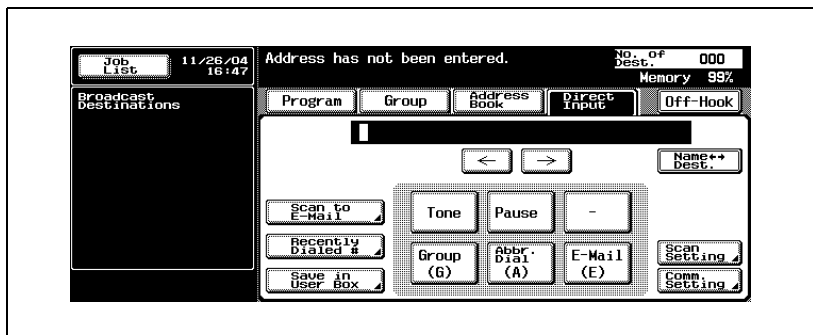 Job List
11/26/04
16:47
Address has not been entered.
No. of Dest.
000
Memory 99%
Broadcast
Destinations
Program
Group
Address Book
Direct Input
Off-Hook
← →
Name↔ Dest.
Scan to E-Mail
Tone
Pause
-
Recently Dialed #
Group (G)
Abbr. Dial (A)
E-Mail (E)
Scan Setting
Save in User Box
Comm. Setting